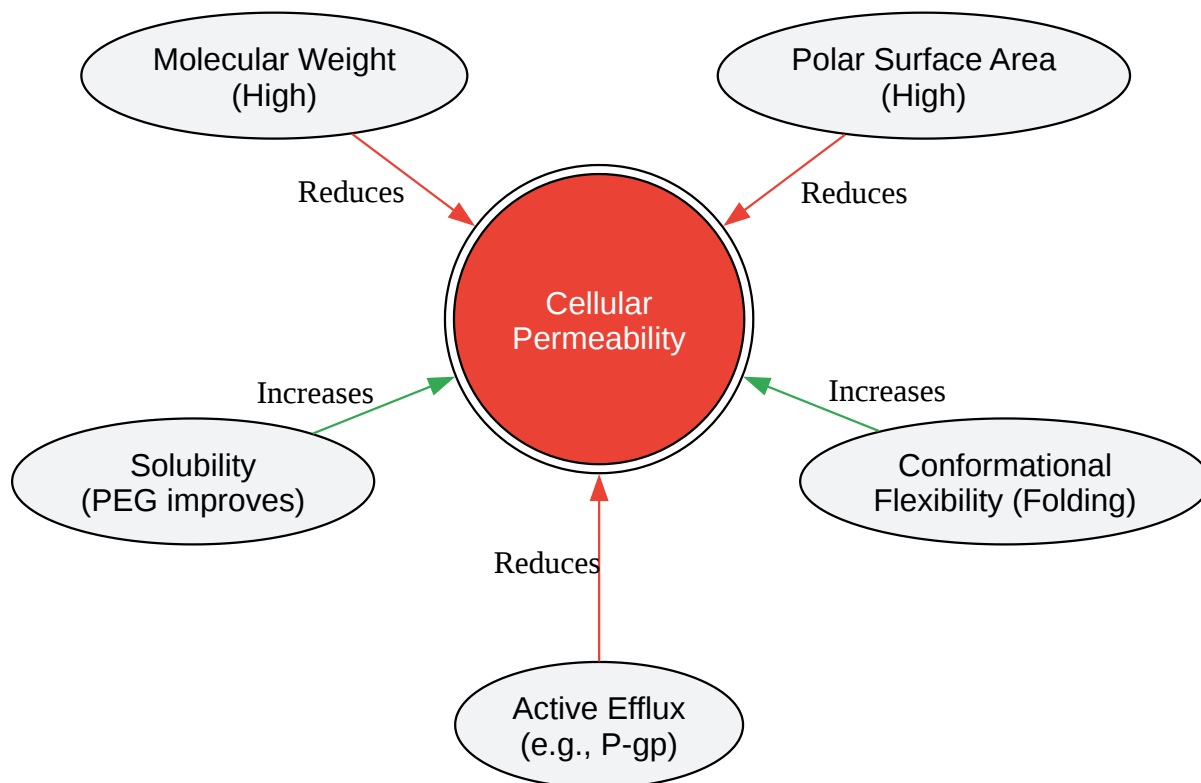 Molecular Weight
(High)
Polar Surface Area
(High)
Reduces
Reduces
Cellular
Permeability
Increases
Increases
Solubility
(PEG improves)
Conformational
Flexibility (Folding)
Reduces
Active Efflux
(e.g., P-gp)